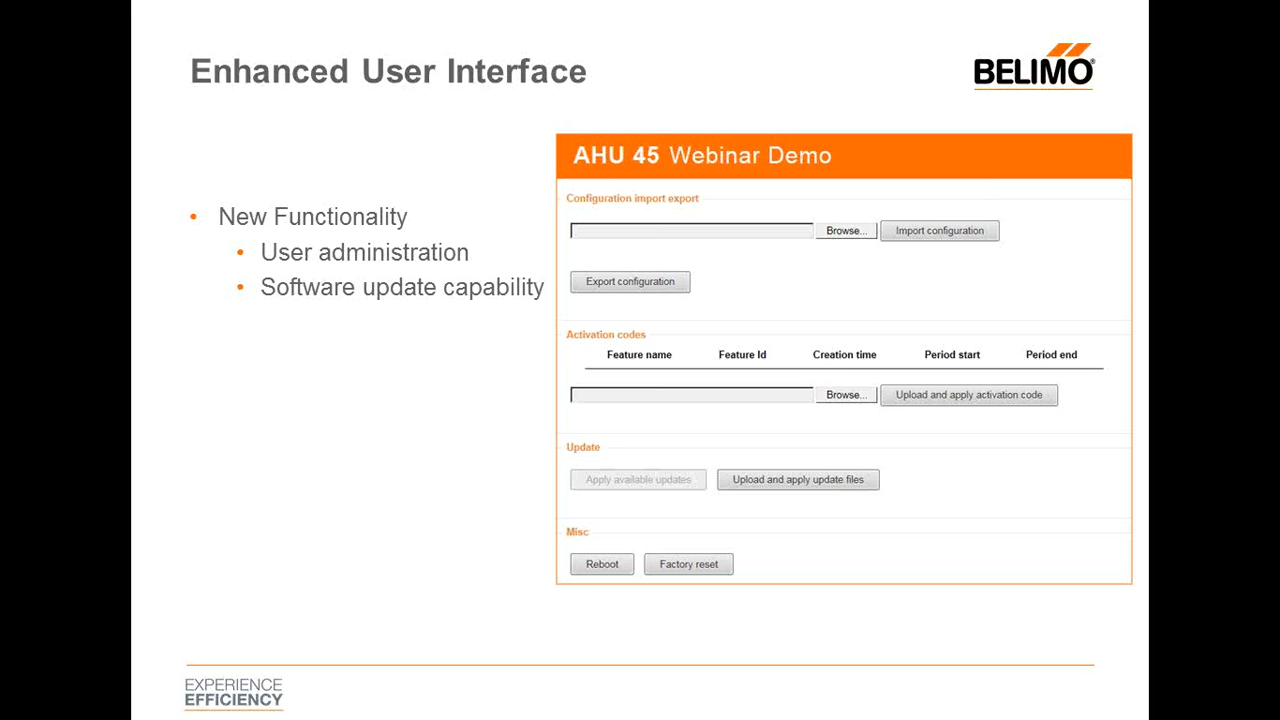 Enhanced User Interface
BELIMO®
• New Functionality
• User administration
• Software update capability
AHU 45 Webinar Demo
Configuration import export
Browse... Import configuration
Export configuration
Activation codes
Feature name Feature Id Creation time Period start Period end
Browse... Upload and apply activation code
Update
Apply available updates Upload and apply update files
Misc
Reboot Factory reset
EXPERIENCE
EFFICIENCY